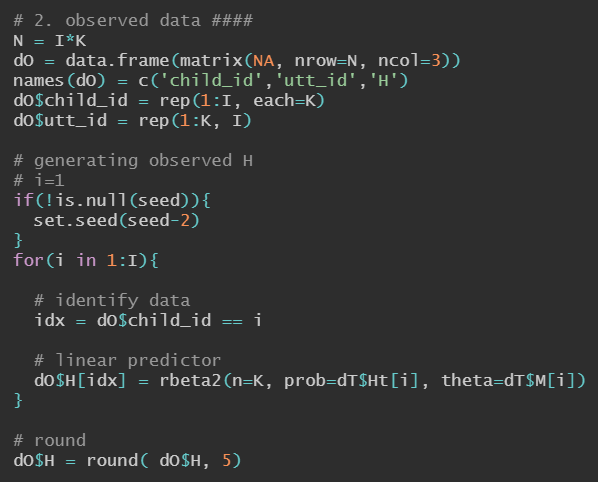 # 2. observed data ####
N = I*K
dO = data.frame(matrix(NA, nrow=N, ncol=3))
names(dO) = c('child_id','utt_id','H')
dO$child_id = rep(1:I, each=K)
dO$utt_id = rep(1:K, I)

# generating observed H
# i=1
if(!is.null(seed)){
  set.seed(seed-2)
}
for(i in 1:I){

  # identify data
  idx = dO$child_id == i

  # linear predictor
  dO$H[idx] = rbeta2(n=K, prob=dT$Ht[i], theta=dT$M[i])
}

# round
dO$H = round( dO$H, 5)